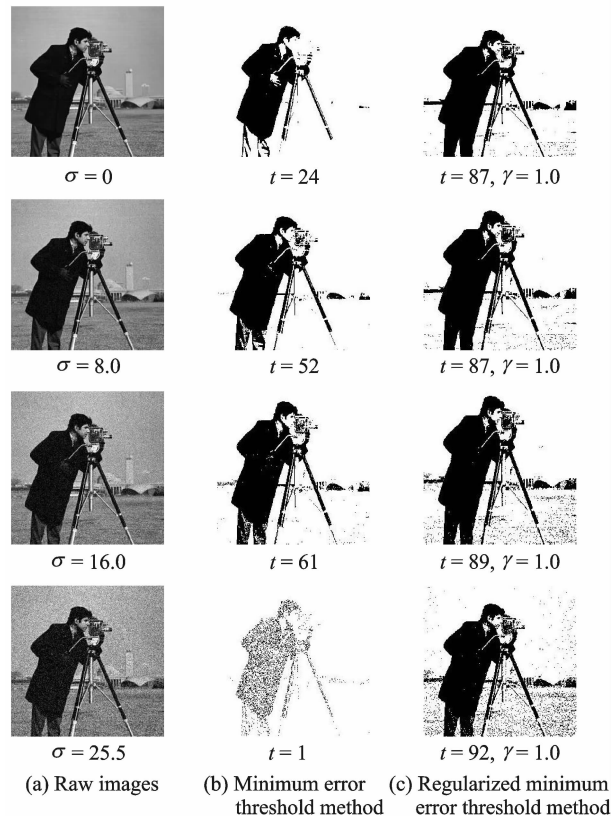 σ = 0
t = 24
t = 87, γ = 1.0
σ = 8.0
t = 52
t = 87, γ = 1.0
σ = 16.0
t = 61
t = 89, γ = 1.0
σ = 25.5
t = 1
t = 92, γ = 1.0
(a) Raw images
(b) Minimum error
threshold method
(c) Regularized minimum
error threshold method